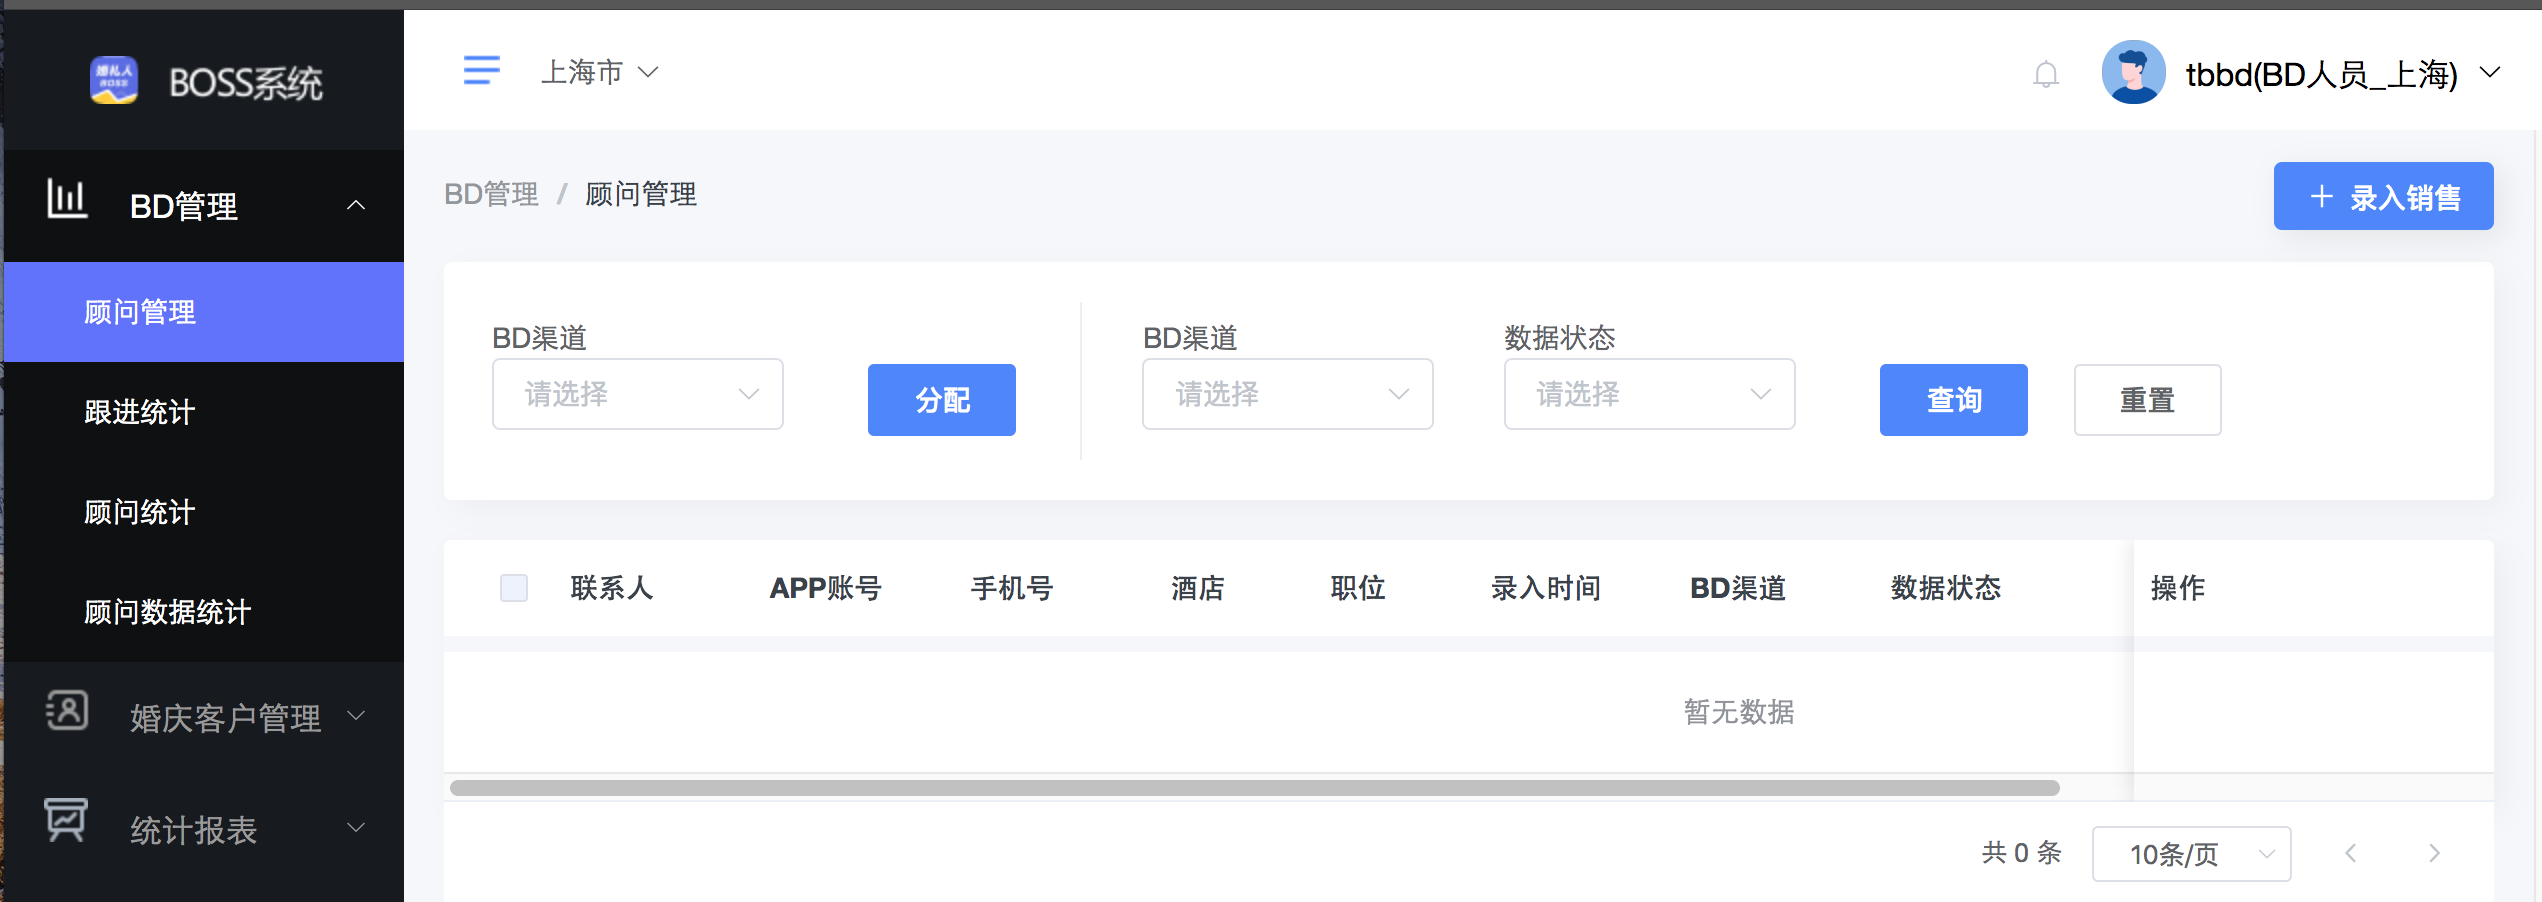 婚礼人
BOSS
BOSS系统
上海市
tbbd(BD人员_上海)
BD管理
顾问管理
跟进统计
顾问统计
顾问数据统计
婚庆客户管理
统计报表
BD管理 / 顾问管理
+ 录入销售
BD渠道
请选择
分配
BD渠道
请选择
数据状态
请选择
查询
重置
联系人 APP账号 手机号 酒店 职位 录入时间 BD渠道 数据状态 操作
暂无数据
共 0 条 10条/页